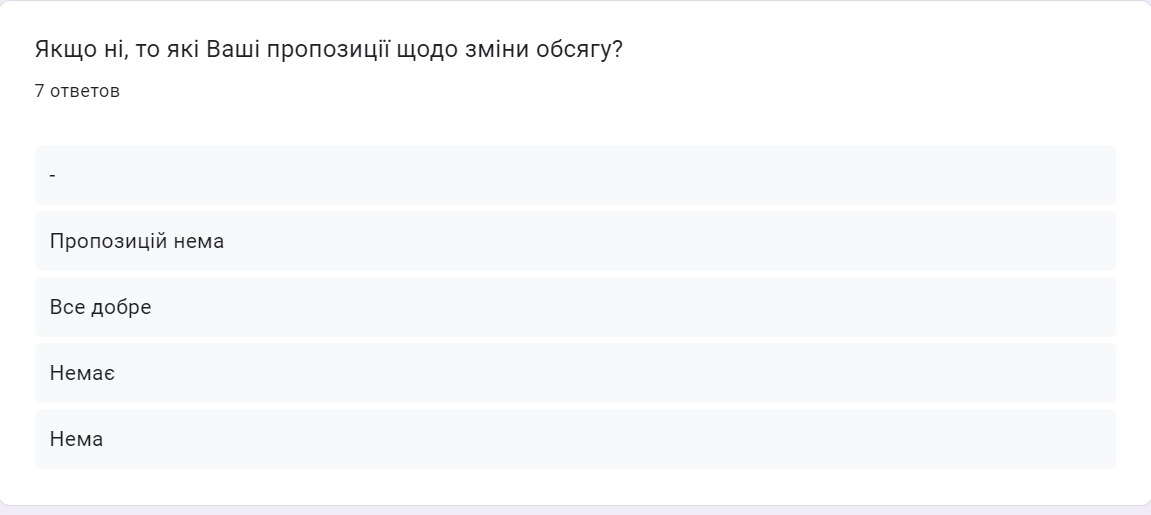 Якщо ні, то які Ваші пропозиції щодо зміни обсягу?
7 ответов
-
Пропозицій нема
Все добре
Немає
Нема